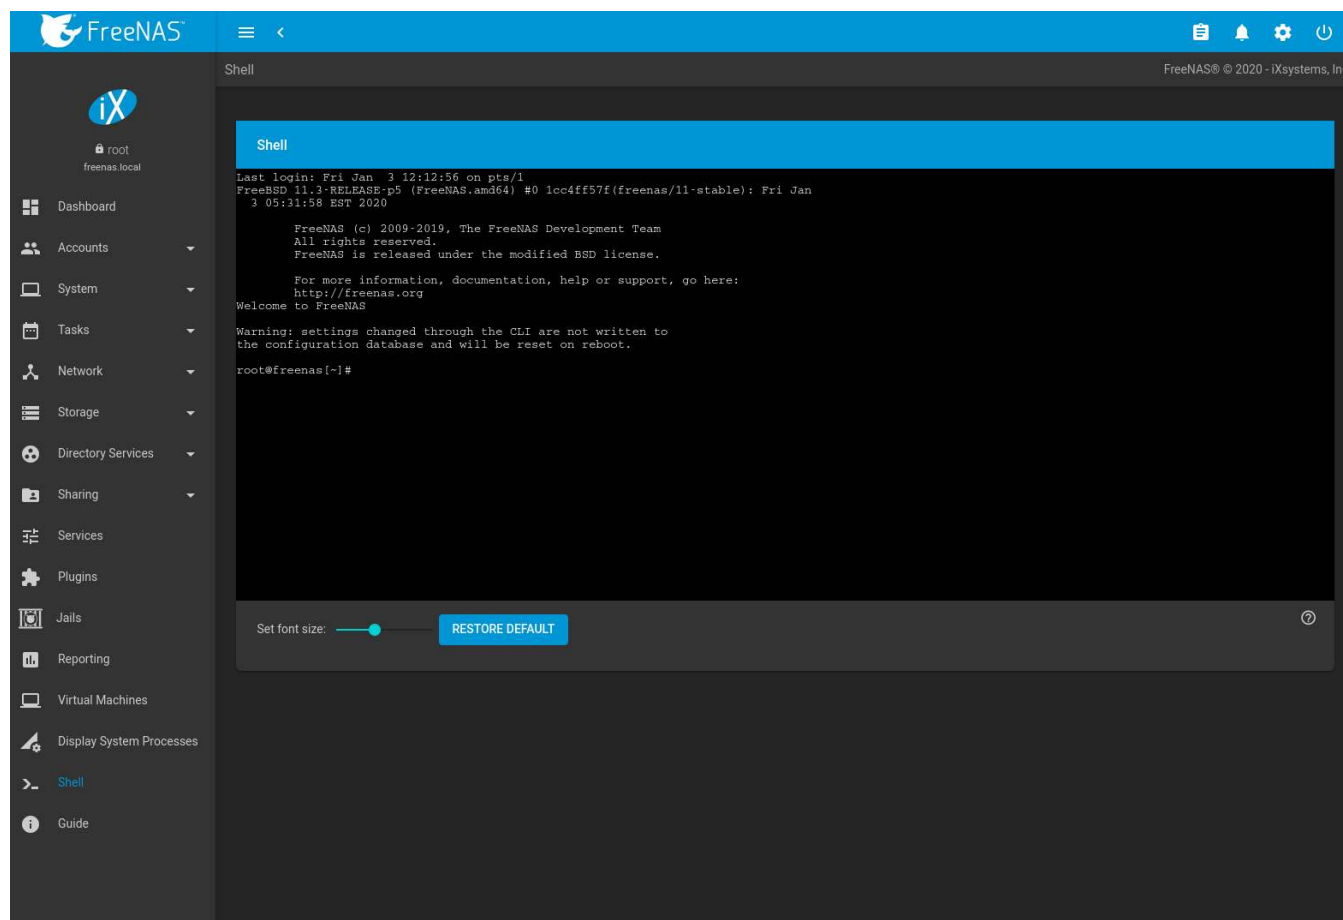 FreeNAS™
Shell
FreeNAS® © 2020 - iXsystems, In
iX
root
freenas.local
Dashboard
Accounts
System
Tasks
Network
Storage
Directory Services
Sharing
Services
Plugins
Jails
Reporting
Virtual Machines
Display System Processes
Shell
Guide
Shell
Last login: Fri Jan  3 12:12:56 on pts/1
FreeBSD 11.3-RELEASE-p5 (FreeNAS.amd64) #0 1cc4ff57f(freenas/11-stable): Fri Jan
  3 05:31:58 EST 2020
        FreeNAS (c) 2009-2019, The FreeNAS Development Team
        All rights reserved.
        FreeNAS is released under the modified BSD license.
        For more information, documentation, help or support, go here:
        http://freenas.org
Welcome to FreeNAS
Warning: settings changed through the CLI are not written to
the configuration database and will be reset on reboot.
root@freenas[~]#
Set font size:
RESTORE DEFAULT